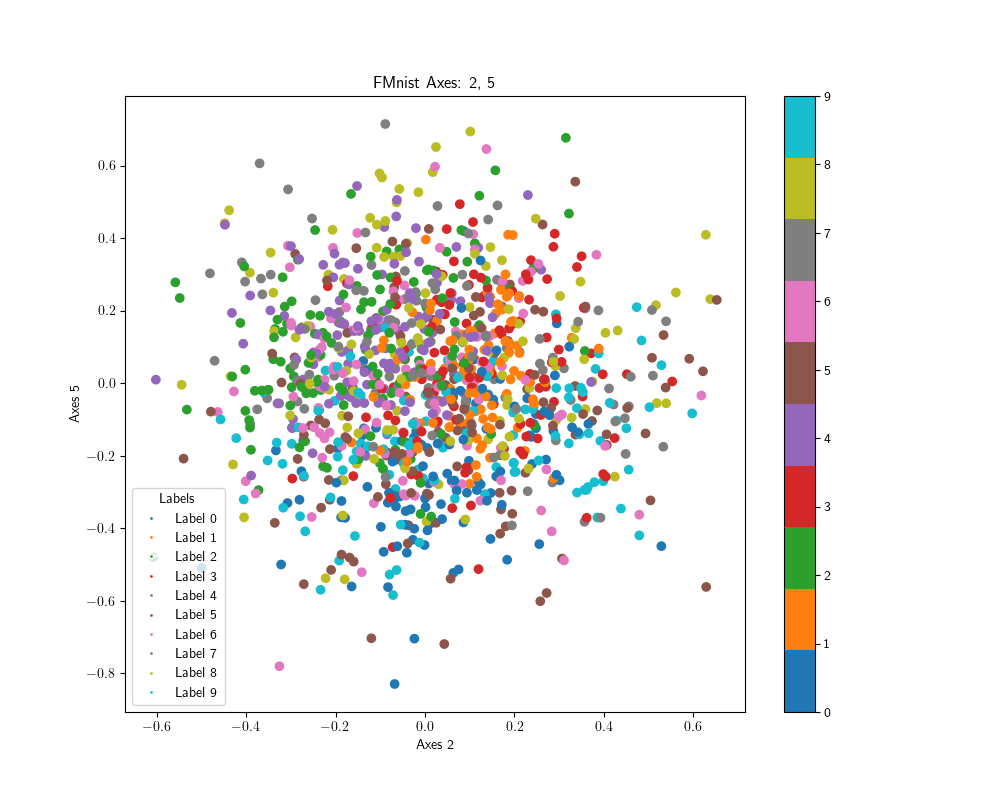 FMnist Axes: 2, 5
Axes 5
0.6
0.4
0.2
0.0
−0.2
−0.4
−0.6
−0.8
−0.6
−0.4
−0.2
0.0
0.2
0.4
0.6
Axes 2
Labels
Label 0
Label 1
Label 2
Label 3
Label 4
Label 5
Label 6
Label 7
Label 8
Label 9
9
8
7
6
5
4
3
2
1
0